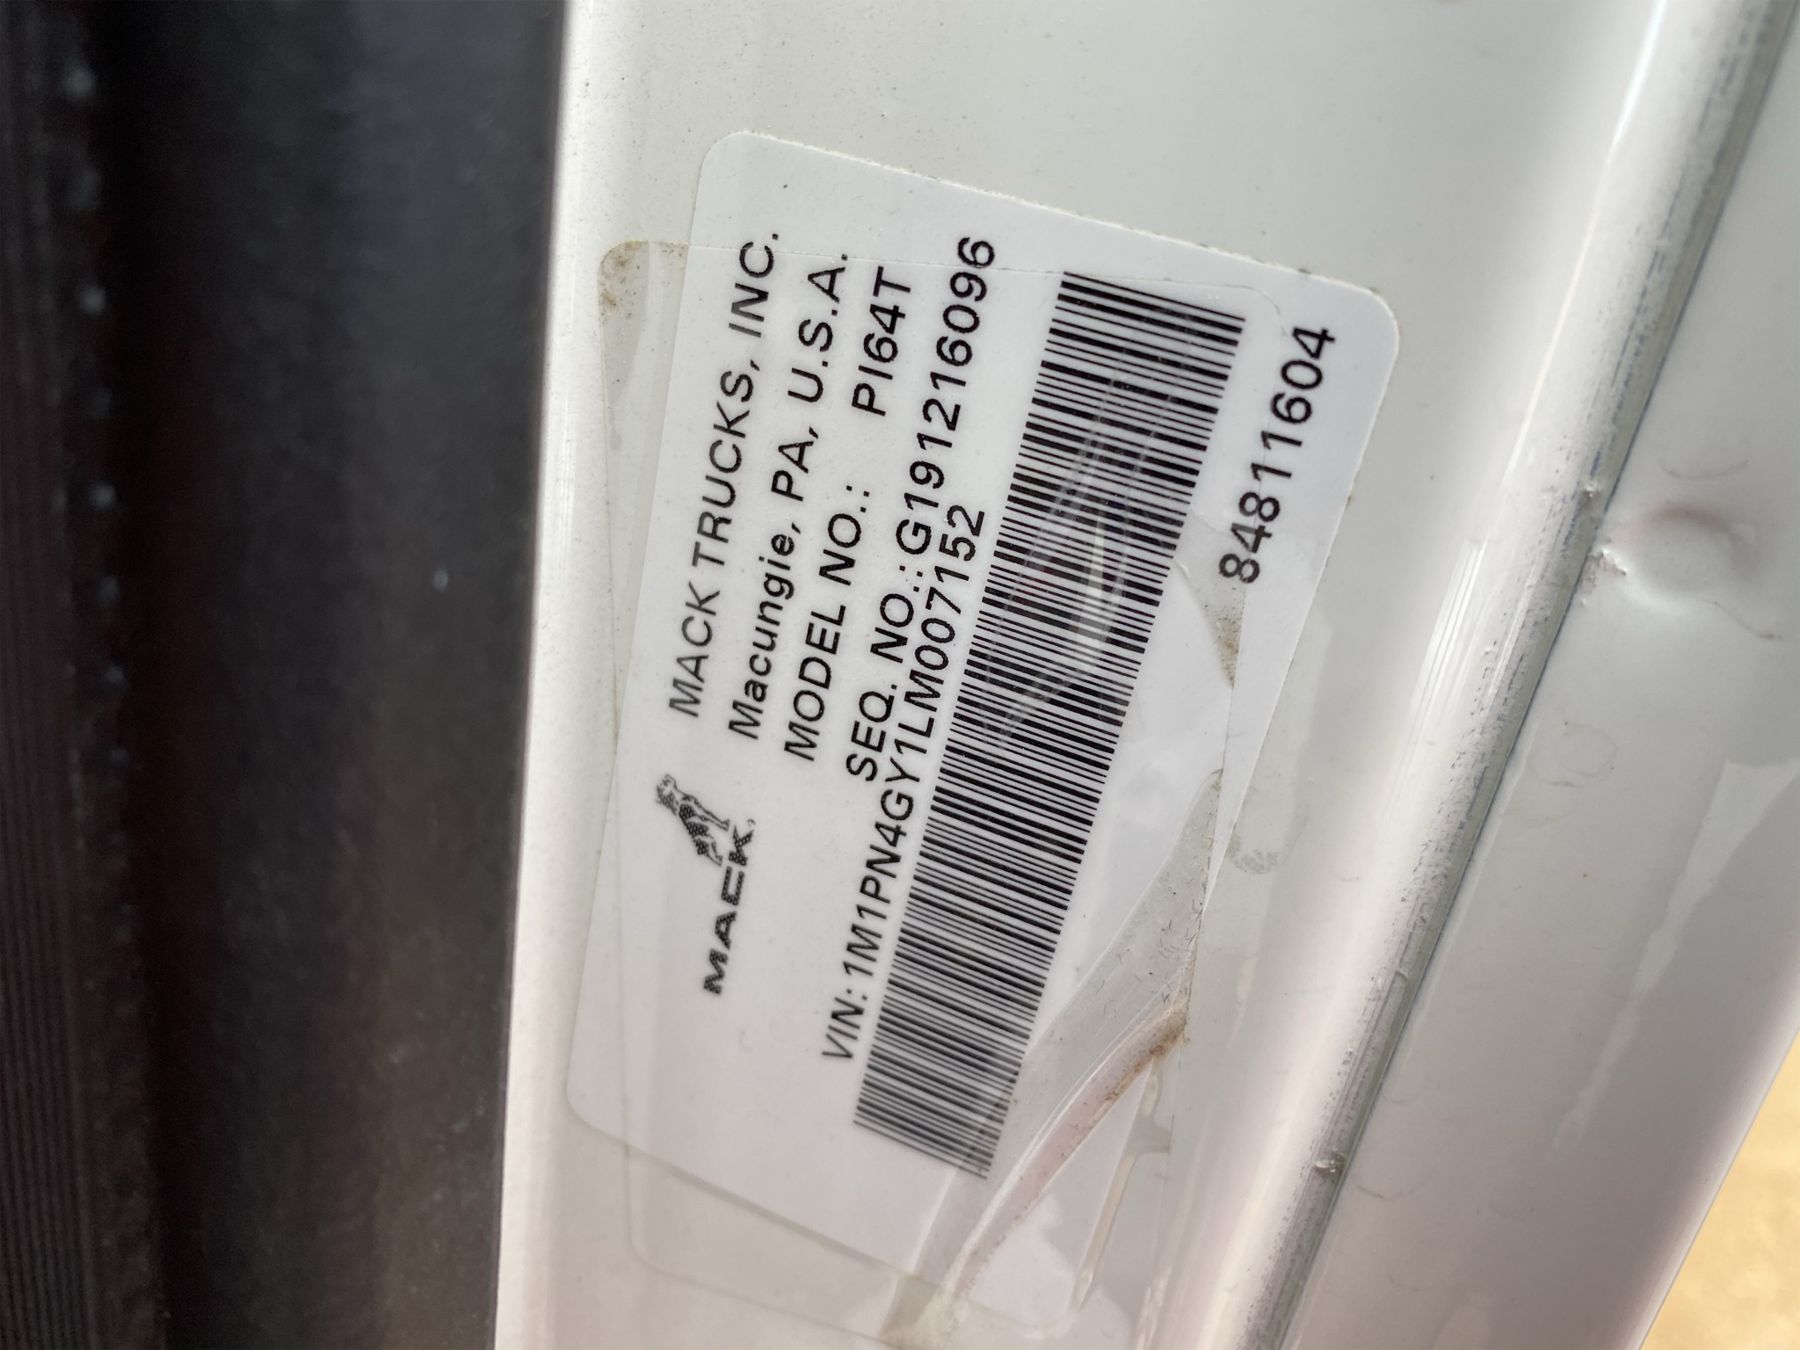 MACK
MACK TRUCKS, INC.
Macungie, PA, U.S.A.
MODEL NO.: PI64T
SEQ. NO.: G191216096
VIN: 1M1PN4GY1LM007152
84811604